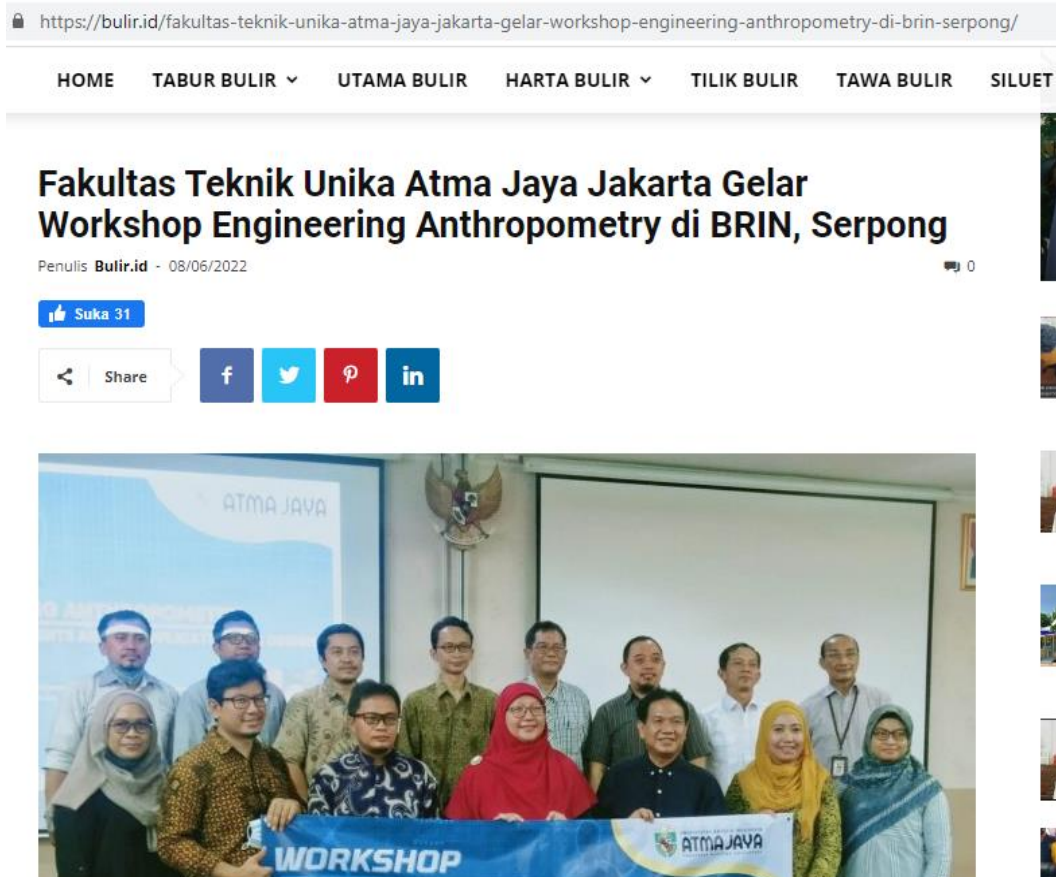 https://bulir.id/fakultas-teknik-unika-atma-jaya-jakarta-gelar-workshop-engineering-anthropometry-di-brin-serpong/
HOME TABUR BULIR UTAMA BULIR HARTA BULIR TILIK BULIR TAWA BULIR SILUET
Fakultas Teknik Unika Atma Jaya Jakarta Gelar
Workshop Engineering Anthropometry di BRIN, Serpong
Penulis Bulir.id - 08/06/2022 0
Suka 31
Share
ATMA JAYA
WORKSHOP
ATMA JAYA